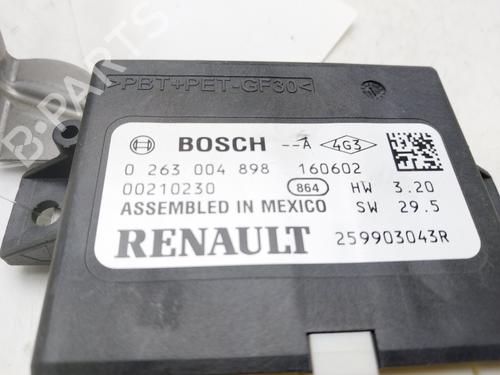 >PBT+PET-GF30<
BOSCH --A 4G3
0 263 004 898 160602
00210230 864 HW 3.20
ASSEMBLED IN MEXICO SW 29.5
RENAULT 259903043R
B-PARTS